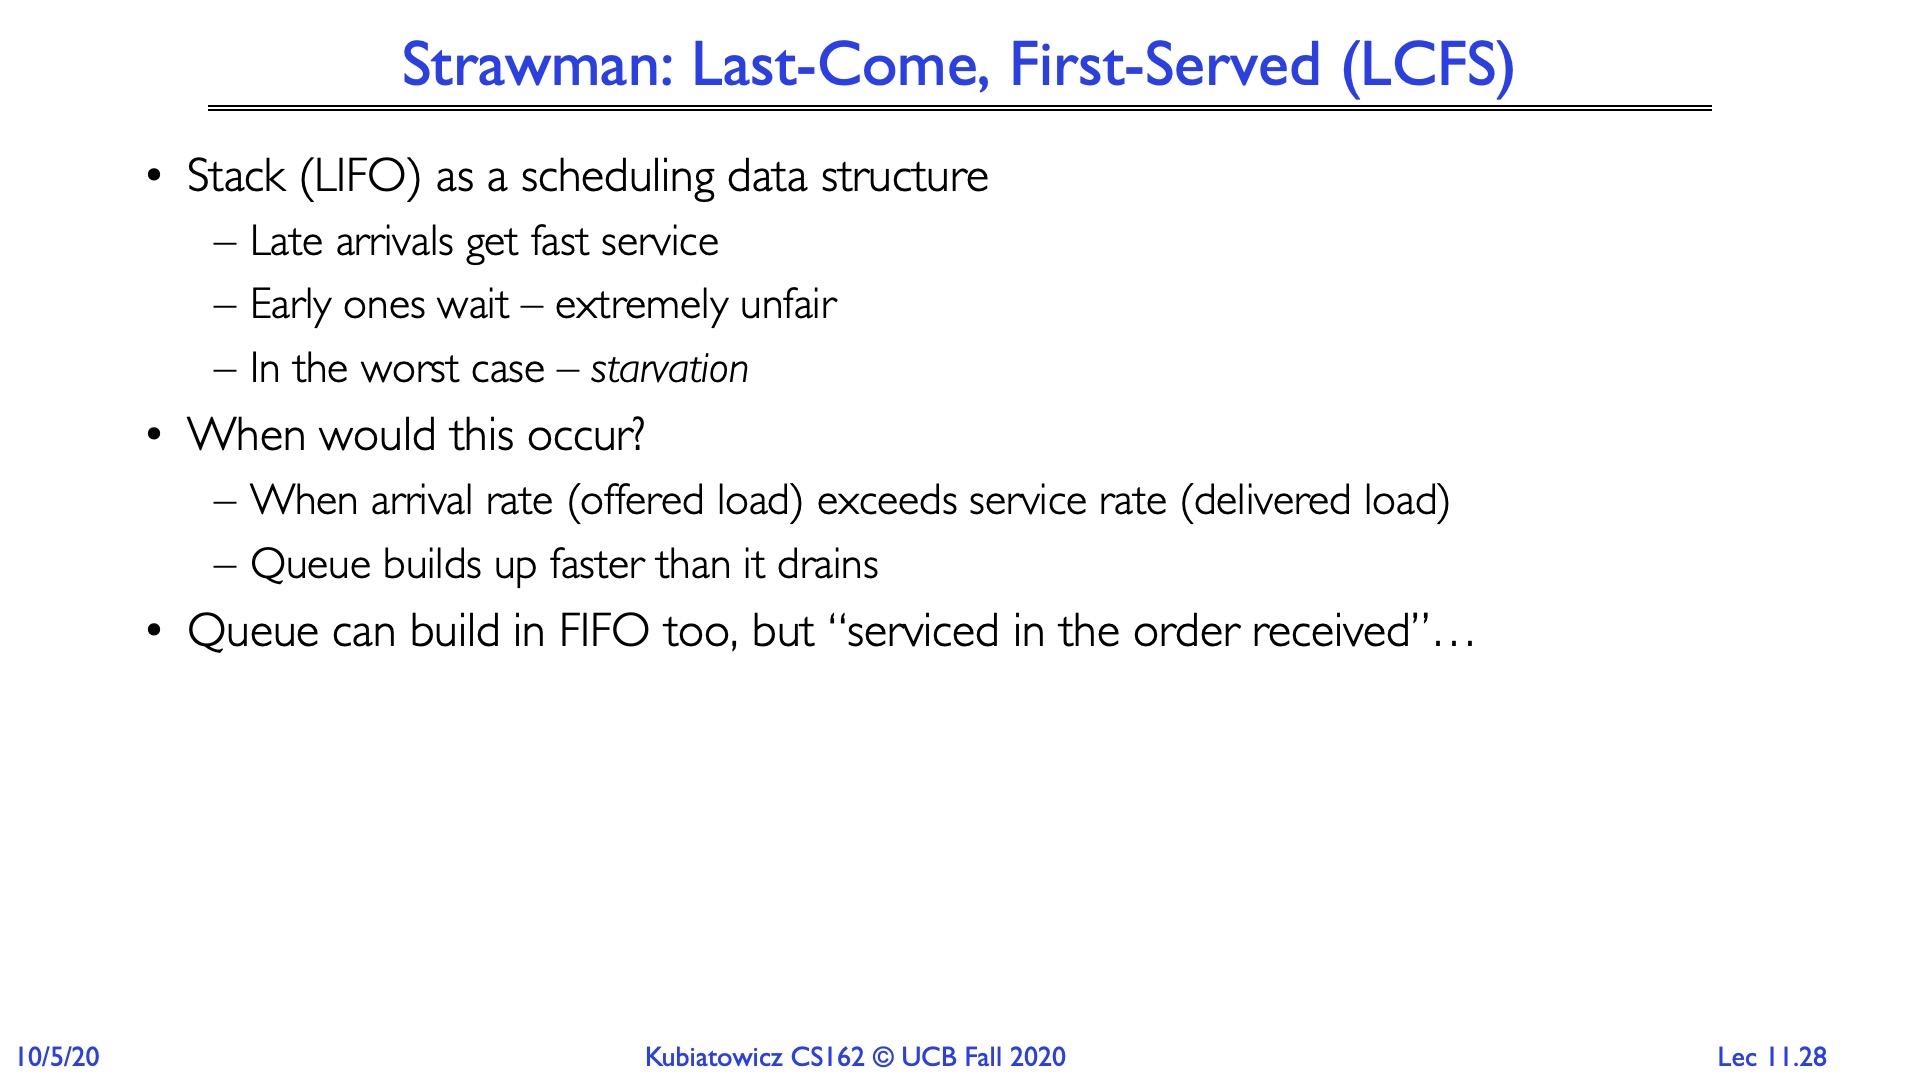 Strawman: Last-Come, First-Served (LCFS)
• Stack (LIFO) as a scheduling data structure
– Late arrivals get fast service
– Early ones wait – extremely unfair
– In the worst case – starvation
• When would this occur?
– When arrival rate (offered load) exceeds service rate (delivered load)
– Queue builds up faster than it drains
• Queue can build in FIFO too, but “serviced in the order received”…
10/5/20
Kubiatowicz CS162 © UCB Fall 2020
Lec 11.28